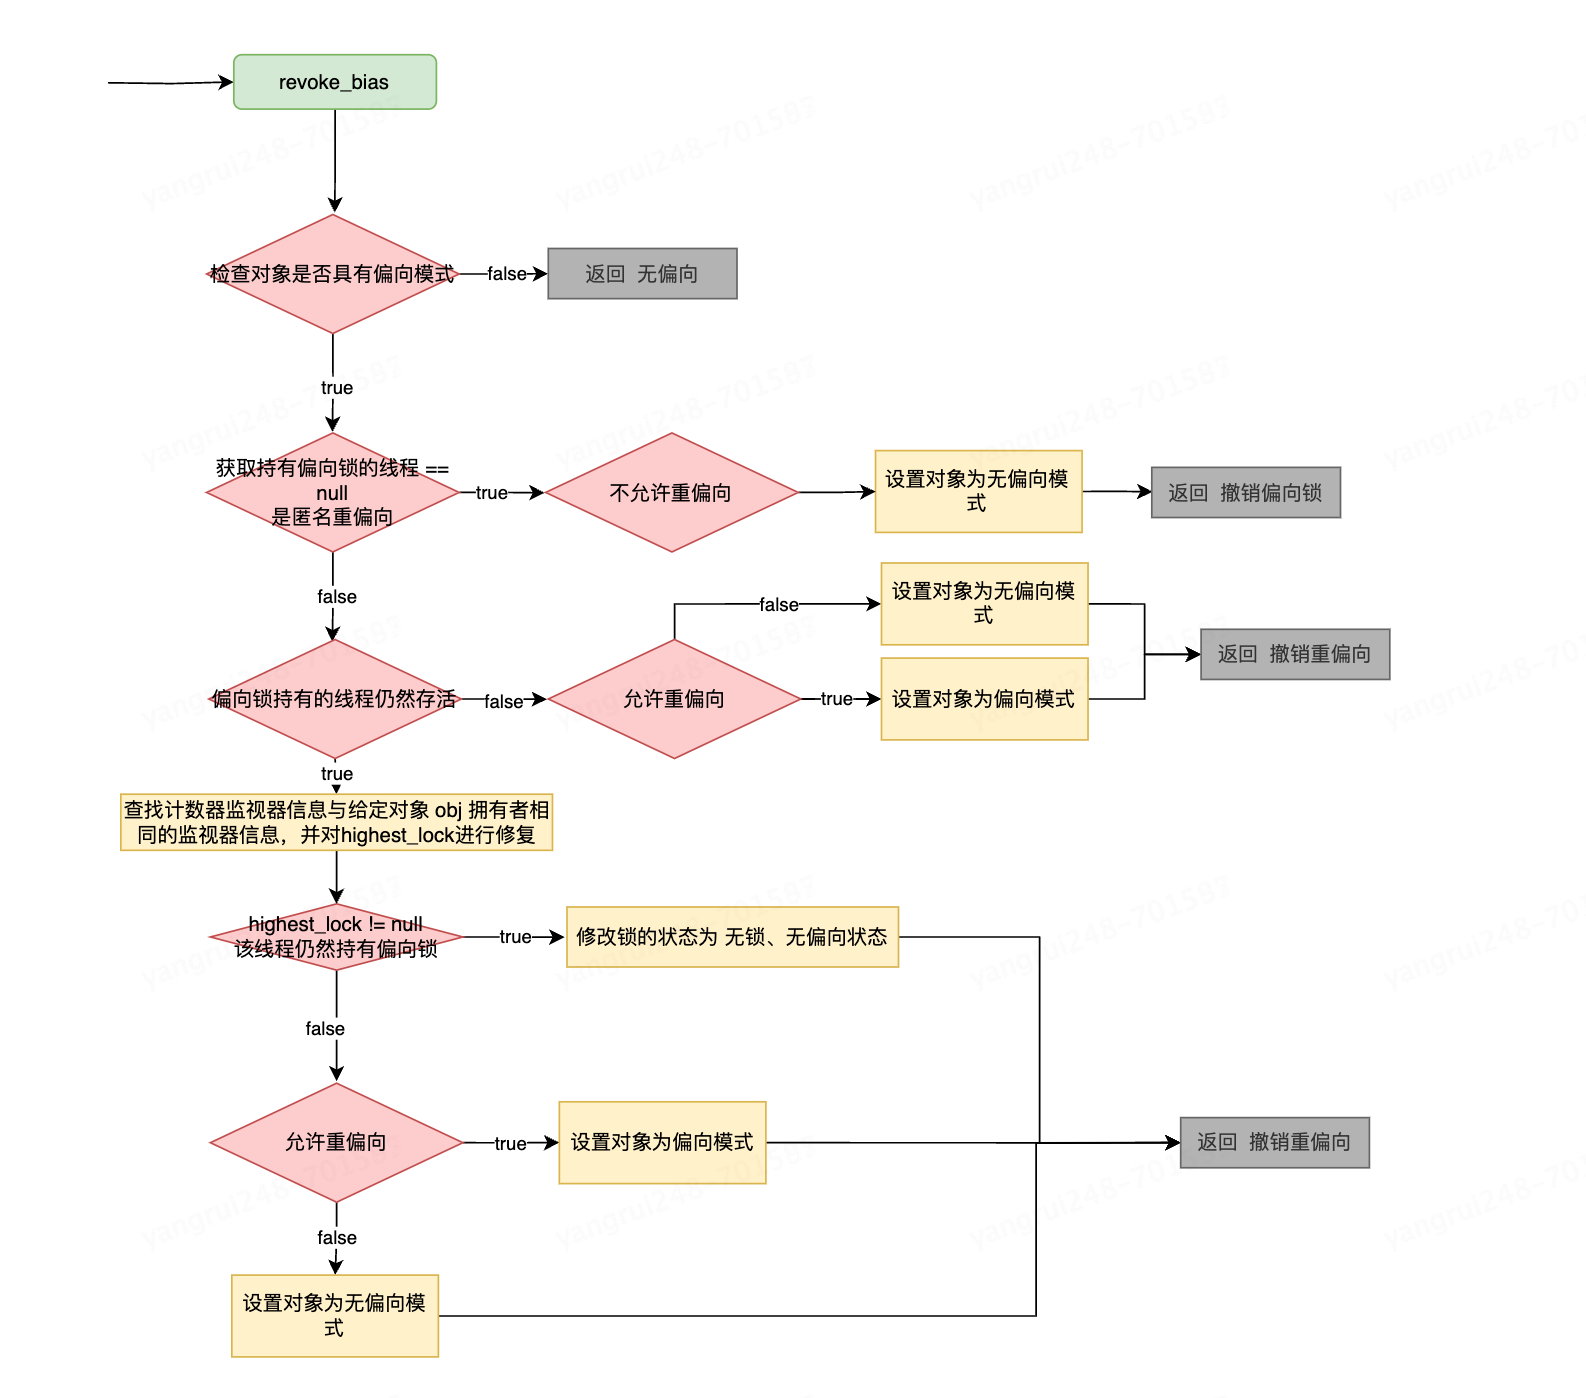 revoke_bias
检查对象是否具有偏向模式
false
返回 无偏向
true
获取持有偏向锁的线程 ==
null
是匿名重偏向
true
不允许重偏向
设置对象为无偏向模
式
返回 撤销偏向锁
false
false
设置对象为无偏向模
式
返回 撤销重偏向
偏向锁持有的线程仍然存活
false
允许重偏向
true
设置对象为偏向模式
true
查找计数器监视器信息与给定对象 obj 拥有者相
同的监视器信息，并对highest_lock进行修复
highest_lock != null
该线程仍然持有偏向锁
true
修改锁的状态为 无锁、无偏向状态
false
允许重偏向
true
设置对象为偏向模式
返回 撤销重偏向
false
设置对象为无偏向模
式